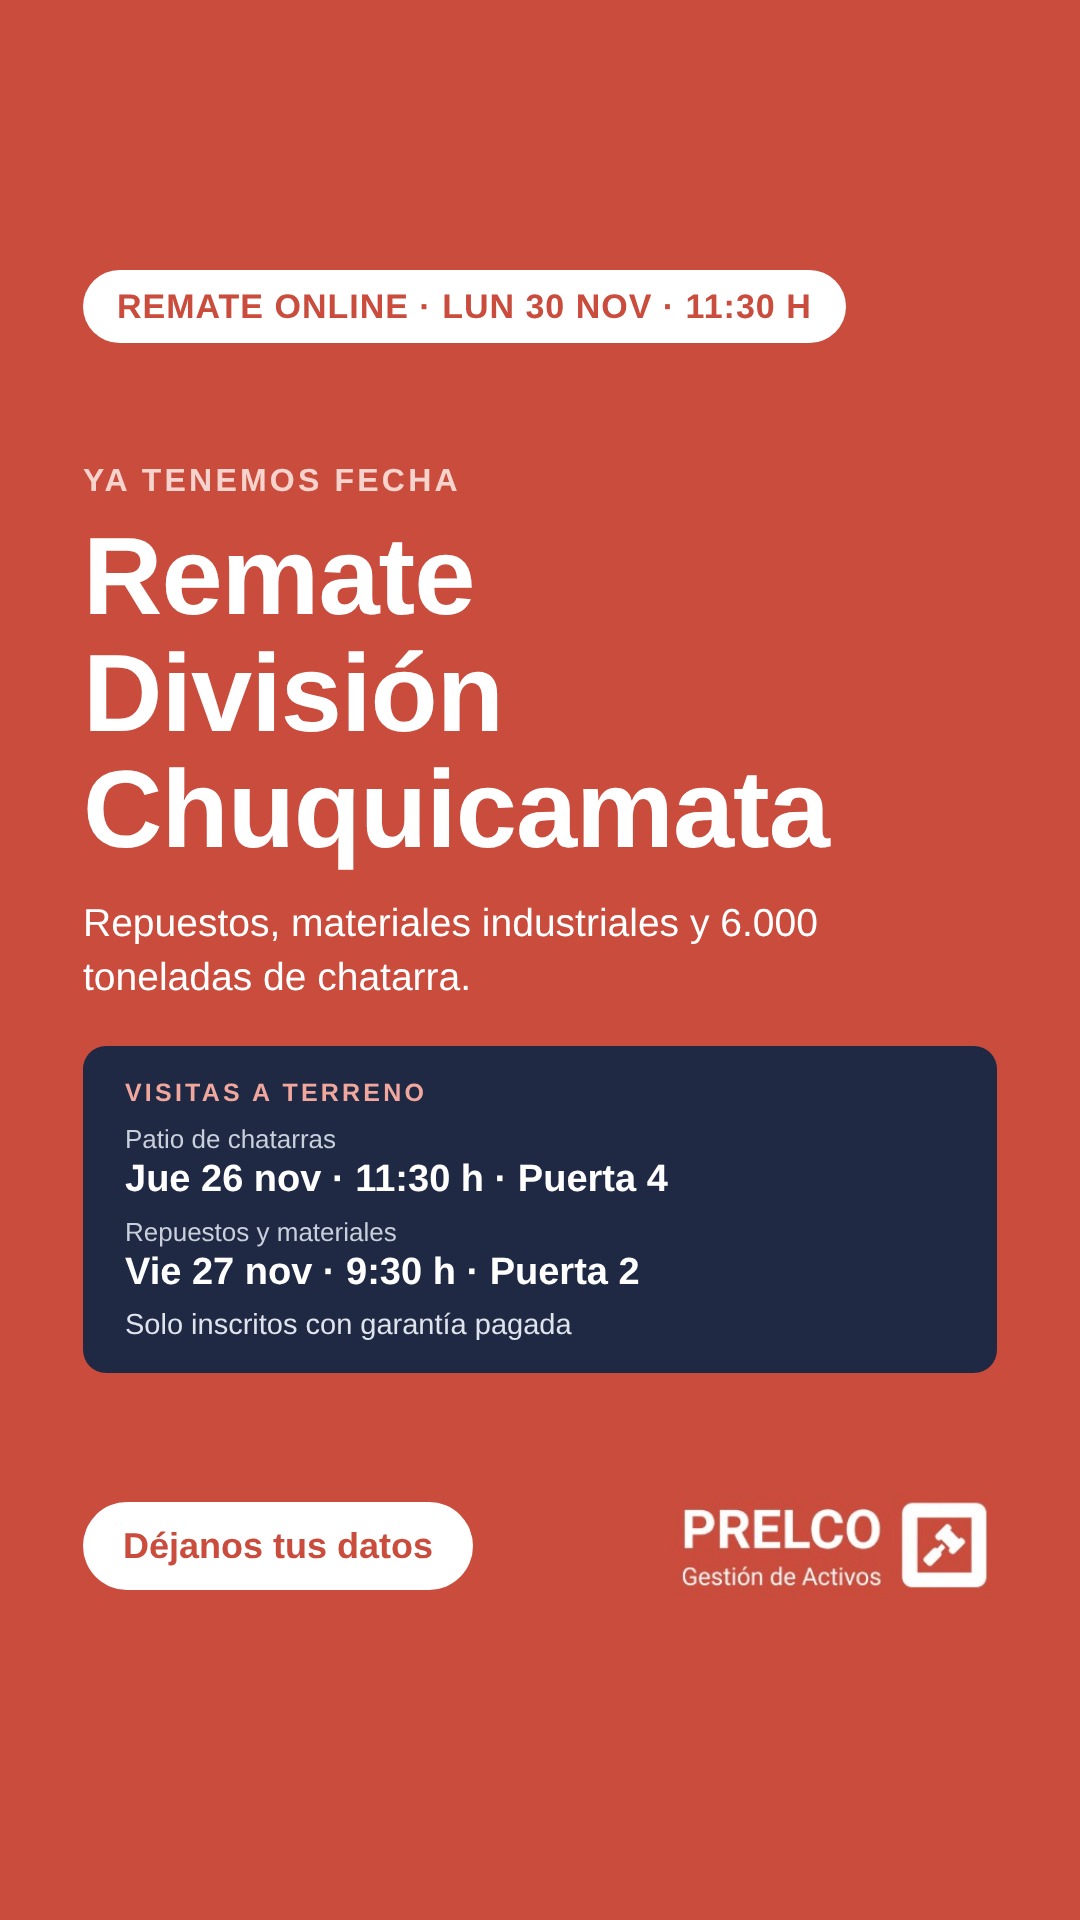 REMATE ONLINE · LUN 30 NOV · 11:30 H
YA TENEMOS FECHA
Remate
División
Chuquicamata
Repuestos, materiales industriales y 6.000
toneladas de chatarra.
VISITAS A TERRENO
Patio de chatarras
Jue 26 nov · 11:30 h · Puerta 4
Repuestos y materiales
Vie 27 nov · 9:30 h · Puerta 2
Solo inscritos con garantía pagada
Déjanos tus datos
PRELCO
Gestión de Activos